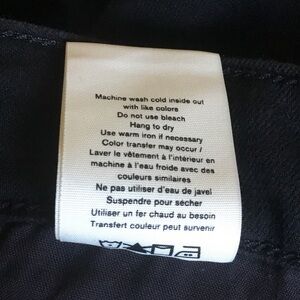 Machine wash cold inside out
with like colors
Do not use bleach
Hang to dry
Use warm iron if necessary
Color transfer may occur /
Laver le vêtement à l'intérieur en
machine à l'eau froide avec des
couleurs similaires
Ne pas utiliser d'eau de javel
Suspendre pour sécher
Utiliser un fer chaud au besoin
Transfert couleur peut survenir